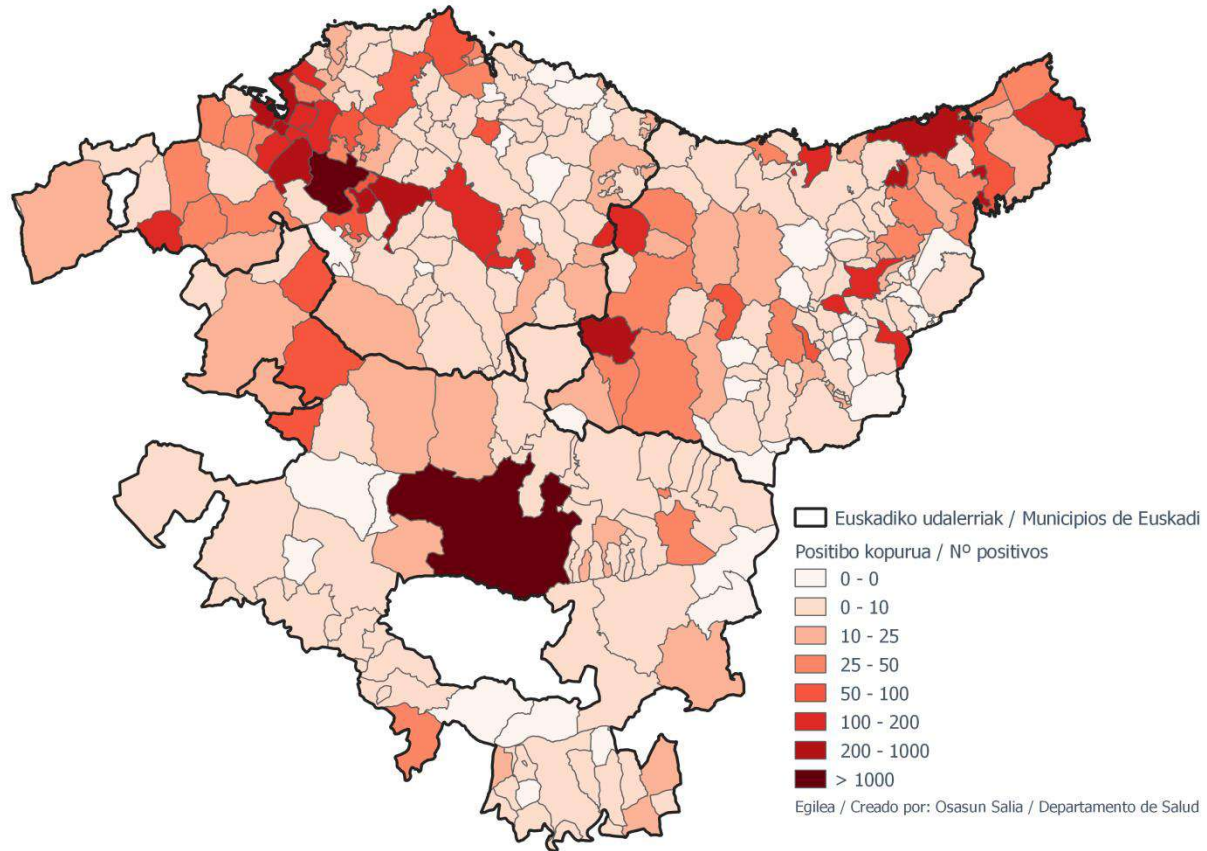 Euskadiko udalerriak / Municipios de Euskadi
Positibo kopurua / Nº positivos
0 - 0
0 - 10
10 - 25
25 - 50
50 - 100
100 - 200
200 - 1000
> 1000
Egilea / Creado por: Osasun Salia / Departamento de Salud